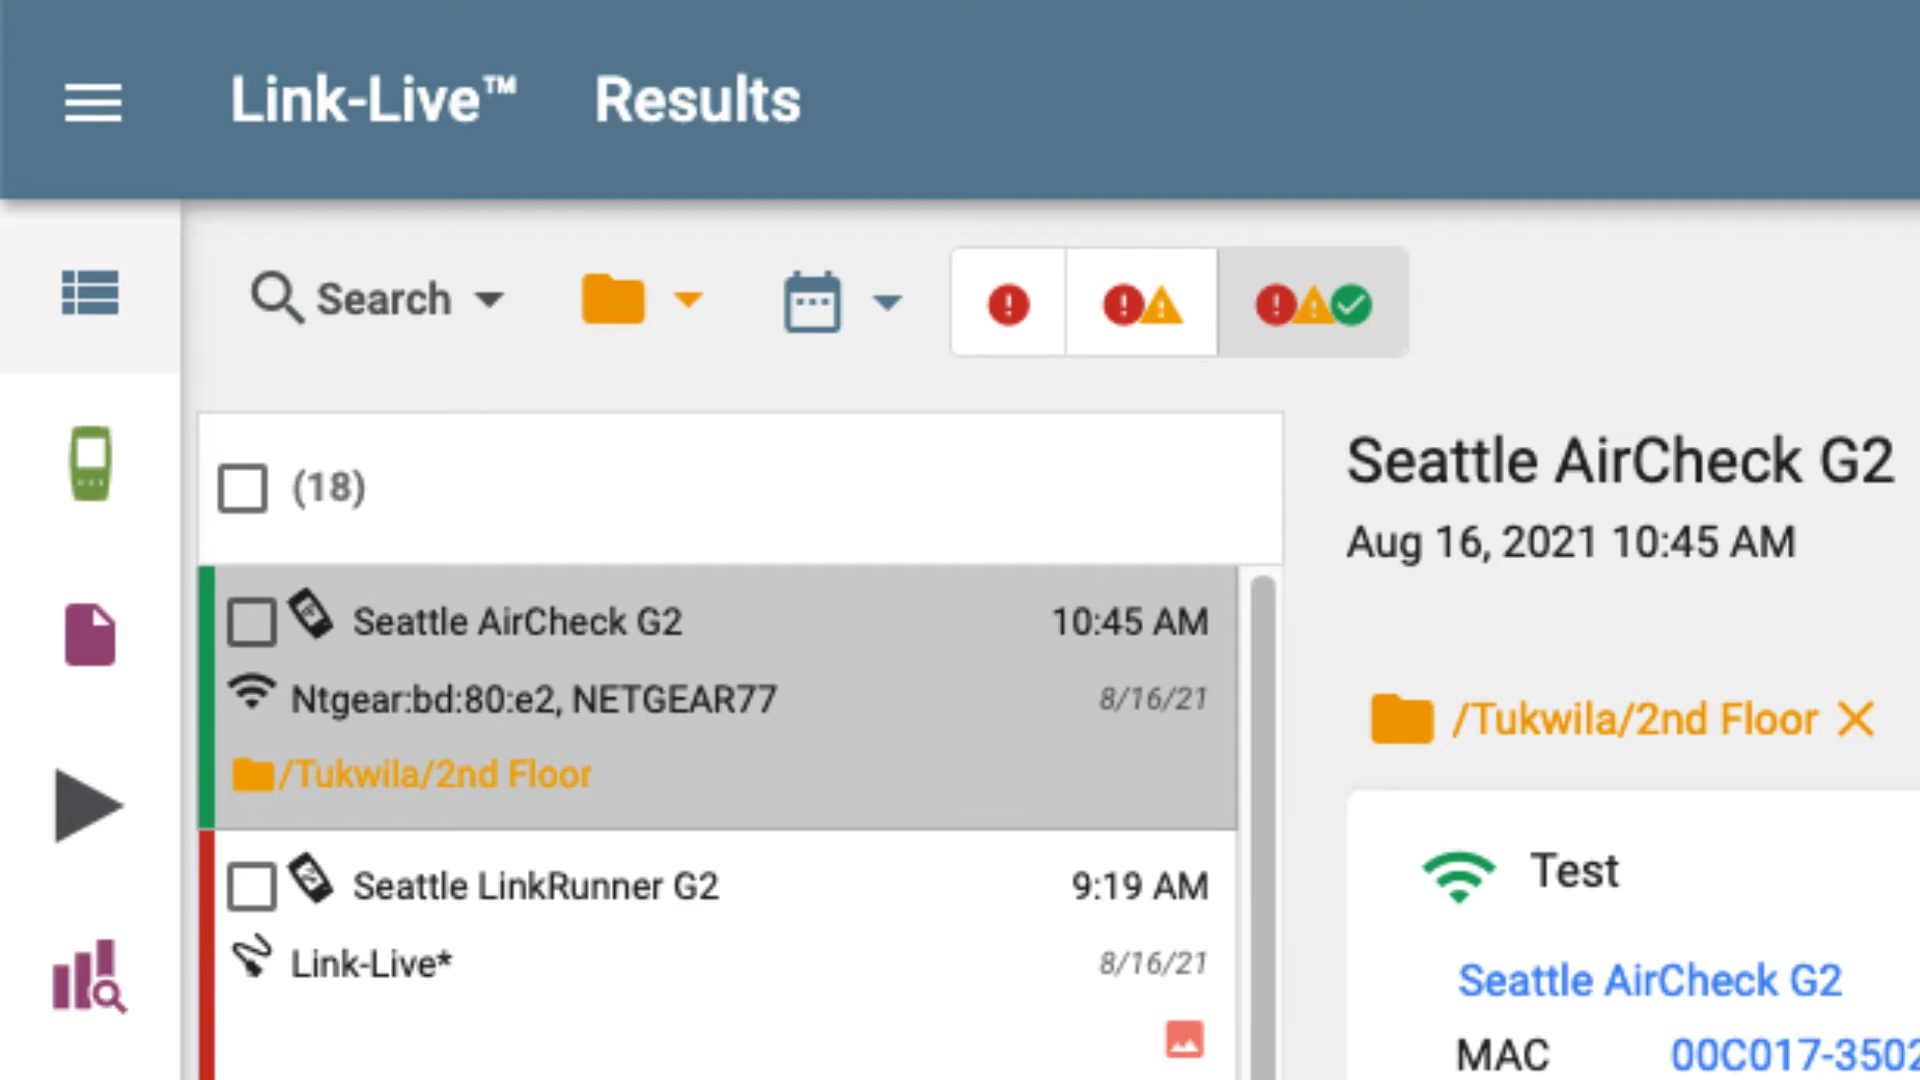 Link-Live™ Results
Search
(18)
Seattle AirCheck G2 10:45 AM
Ntgear:bd:80:e2, NETGEAR77 8/16/21
/Tukwila/2nd Floor
Seattle LinkRunner G2 9:19 AM
Link-Live* 8/16/21
Seattle AirCheck G2
Aug 16, 2021 10:45 AM
/Tukwila/2nd Floor
Test
Seattle AirCheck G2
MAC 00C017-3502